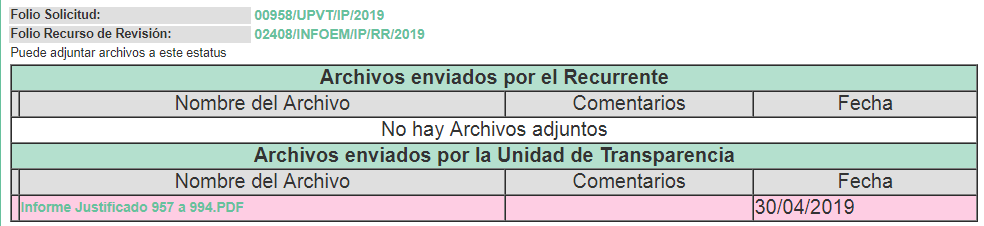 Folio Solicitud: 00958/UPVT/IP/2019
Folio Recurso de Revisión: 02408/INFOEM/IP/RR/2019
Puede adjuntar archivos a este estatus
Archivos enviados por el Recurrente
Nombre del Archivo Comentarios Fecha
No hay Archivos adjuntos
Archivos enviados por la Unidad de Transparencia
Nombre del Archivo Comentarios Fecha
Informe Justificado 957 a 994.PDF 30/04/2019